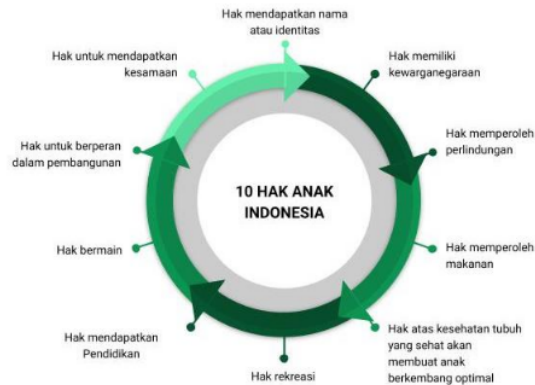 10 HAK ANAK
INDONESIA
Hak mendapatkan nama
atau identitas
Hak memiliki
kewarganegaraan
Hak memperoleh
perlindungan
Hak memperoleh
makanan
Hak atas kesehatan tubuh
yang sehat akan
membuat anak
berkembang optimal
Hak rekreasi
Hak mendapatkan
Pendidikan
Hak bermain
Hak untuk berperan
dalam pembangunan
Hak untuk mendapatkan
kesamaan